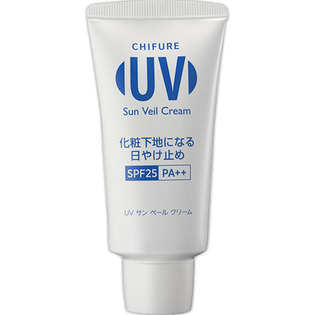 CHIFURE
UV
Sun Veil Cream
化粧下地になる
日やけ止め
SPF25 PA++
UV サン ベール クリーム